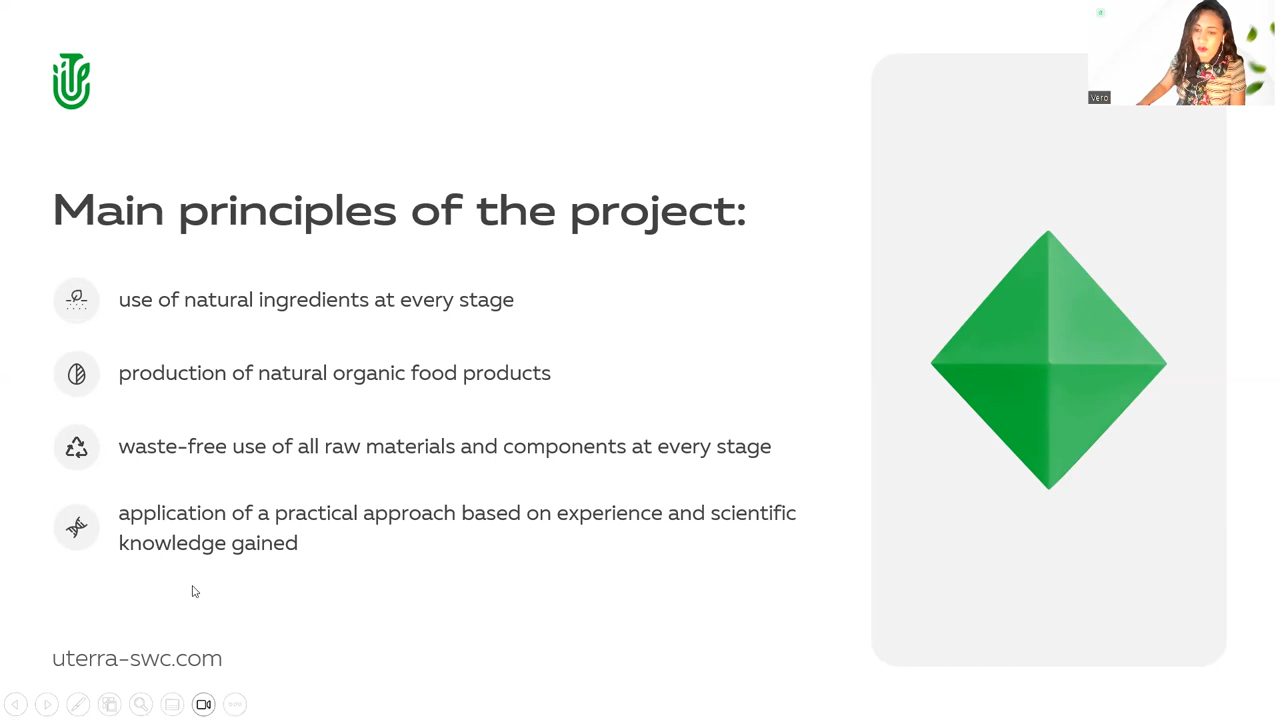 Vero
Main principles of the project:
use of natural ingredients at every stage
production of natural organic food products
waste-free use of all raw materials and components at every stage
application of a practical approach based on experience and scientific
knowledge gained
uterra-swc.com